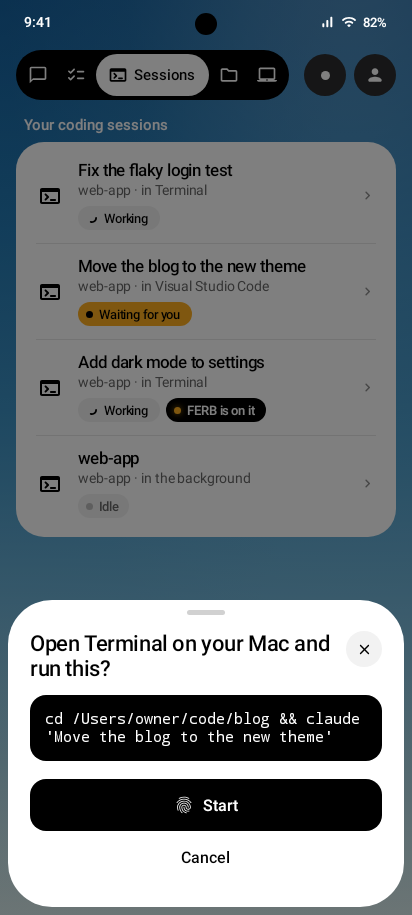 9:41
82%
Sessions
Your coding sessions
Fix the flaky login test
web-app · in Terminal
Working
Move the blog to the new theme
web-app · in Visual Studio Code
Waiting for you
Add dark mode to settings
web-app · in Terminal
Working
FERB is on it
web-app
web-app · in the background
Idle
Open Terminal on your Mac and
run this?
cd /Users/owner/code/blog && claude
'Move the blog to the new theme'
Start
Cancel